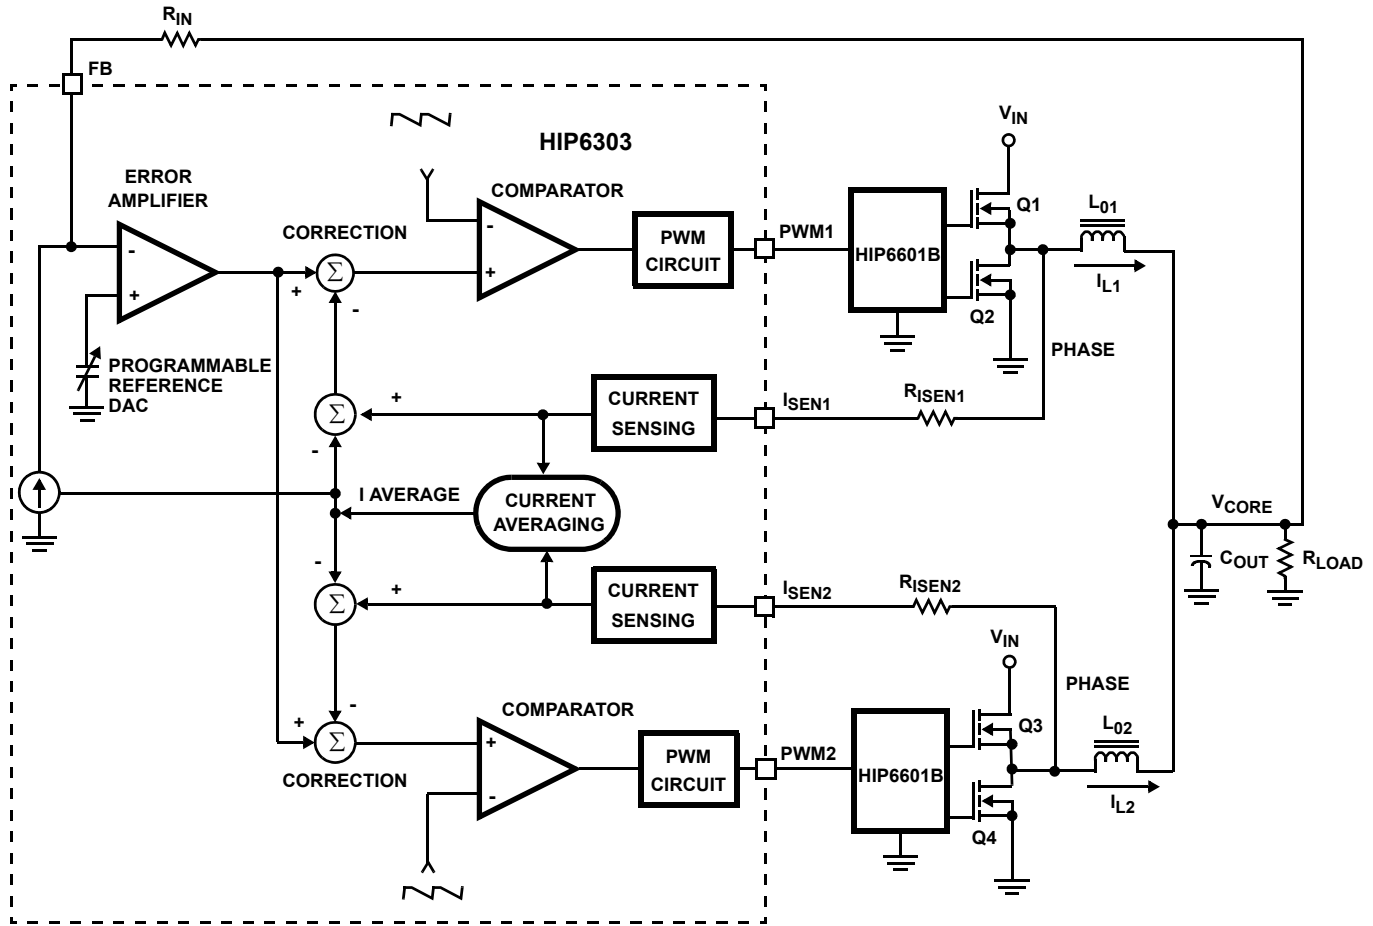 R_IN
FB
HIP6303
V_IN
ERROR
AMPLIFIER
COMPARATOR
CORRECTION
-
+
Σ
+
-
-
+
PWM
CIRCUIT
PWM1
HIP6601B
Q1
Q2
L_01
I_L1
PHASE
PROGRAMMABLE
REFERENCE
DAC
Σ
+
-
CURRENT
SENSING
I_SEN1
R_ISEN1
I AVERAGE
CURRENT
AVERAGING
V_CORE
C_OUT
R_LOAD
-
Σ
+
CURRENT
SENSING
I_SEN2
R_ISEN2
V_IN
PHASE
-
+
Σ
CORRECTION
COMPARATOR
+
-
PWM
CIRCUIT
PWM2
HIP6601B
Q3
Q4
L_02
I_L2